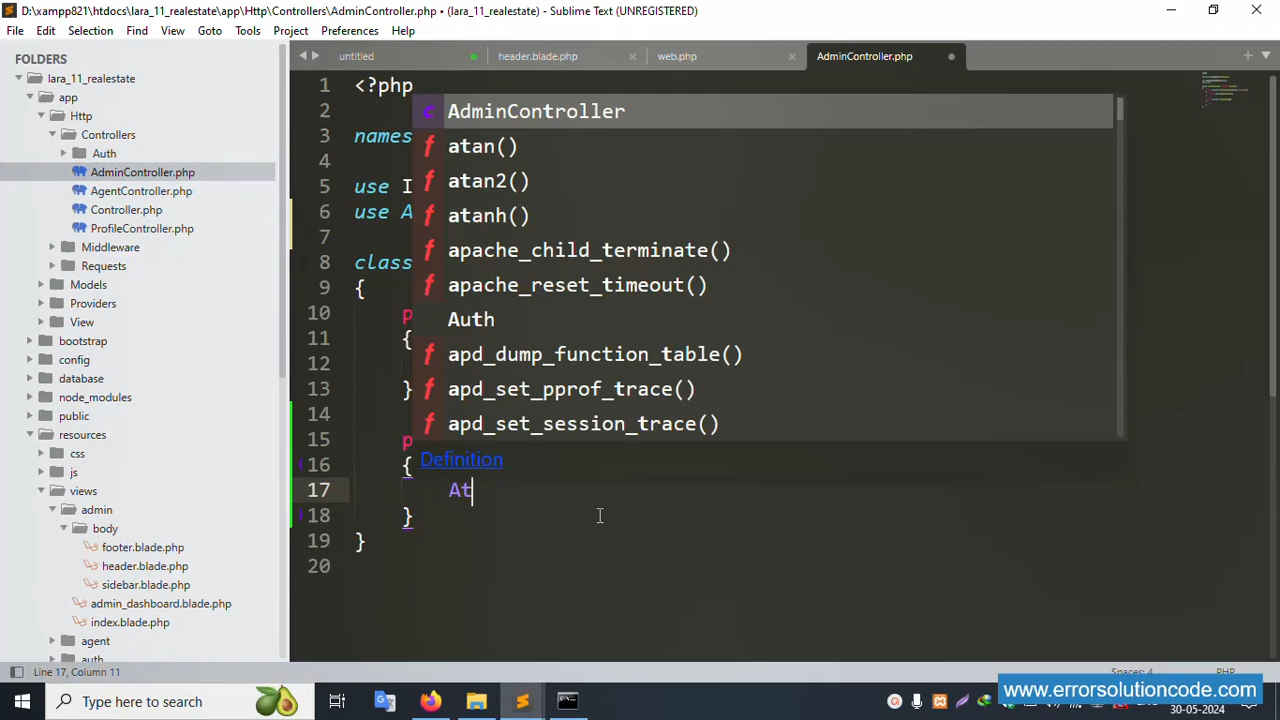 D:\xampp821\htdocs\lara_11_realestate\app\Http\Controllers\AdminController.php • (lara_11_realestate) - Sublime Text (UNREGISTERED)
File Edit Selection Find View Goto Tools Project Preferences Help
FOLDERS
lara_11_realestate
app
Http
Controllers
Auth
AdminController.php
AgentController.php
Controller.php
ProfileController.php
Middleware
Requests
Models
Providers
View
bootstrap
config
database
node_modules
public
resources
css
js
views
admin
body
footer.blade.php
header.blade.php
sidebar.blade.php
admin_dashboard.blade.php
index.blade.php
agent
auth
untitled header.blade.php web.php AdminController.php
1 <?php
2
3 names
4
5 use I
6 use A
7
8 class
9 {
10 p
11 {
12
13 }
14
15 p
16 {
17 At
18 }
19 }
20
AdminController
f atan()
f atan2()
f atanh()
f apache_child_terminate()
f apache_reset_timeout()
Auth
f apd_dump_function_table()
f apd_set_pprof_trace()
f apd_set_session_trace()
Definition
Line 17, Column 11
Spaces: 4 PHP
Type here to search
www.errorsolutioncode.com
30-05-2024